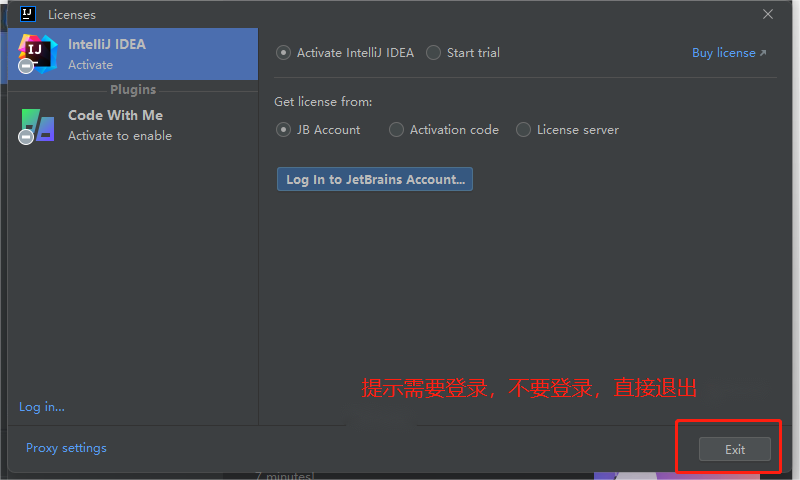 Licenses
IntelliJ IDEA
Activate
Plugins
Code With Me
Activate to enable
Log in...
Activate IntelliJ IDEA Start trial Buy license
Get license from:
JB Account Activation code License server
Log In to JetBrains Account...
提示需要登录，不要登录，直接退出
Proxy settings
Exit
7 minutes!